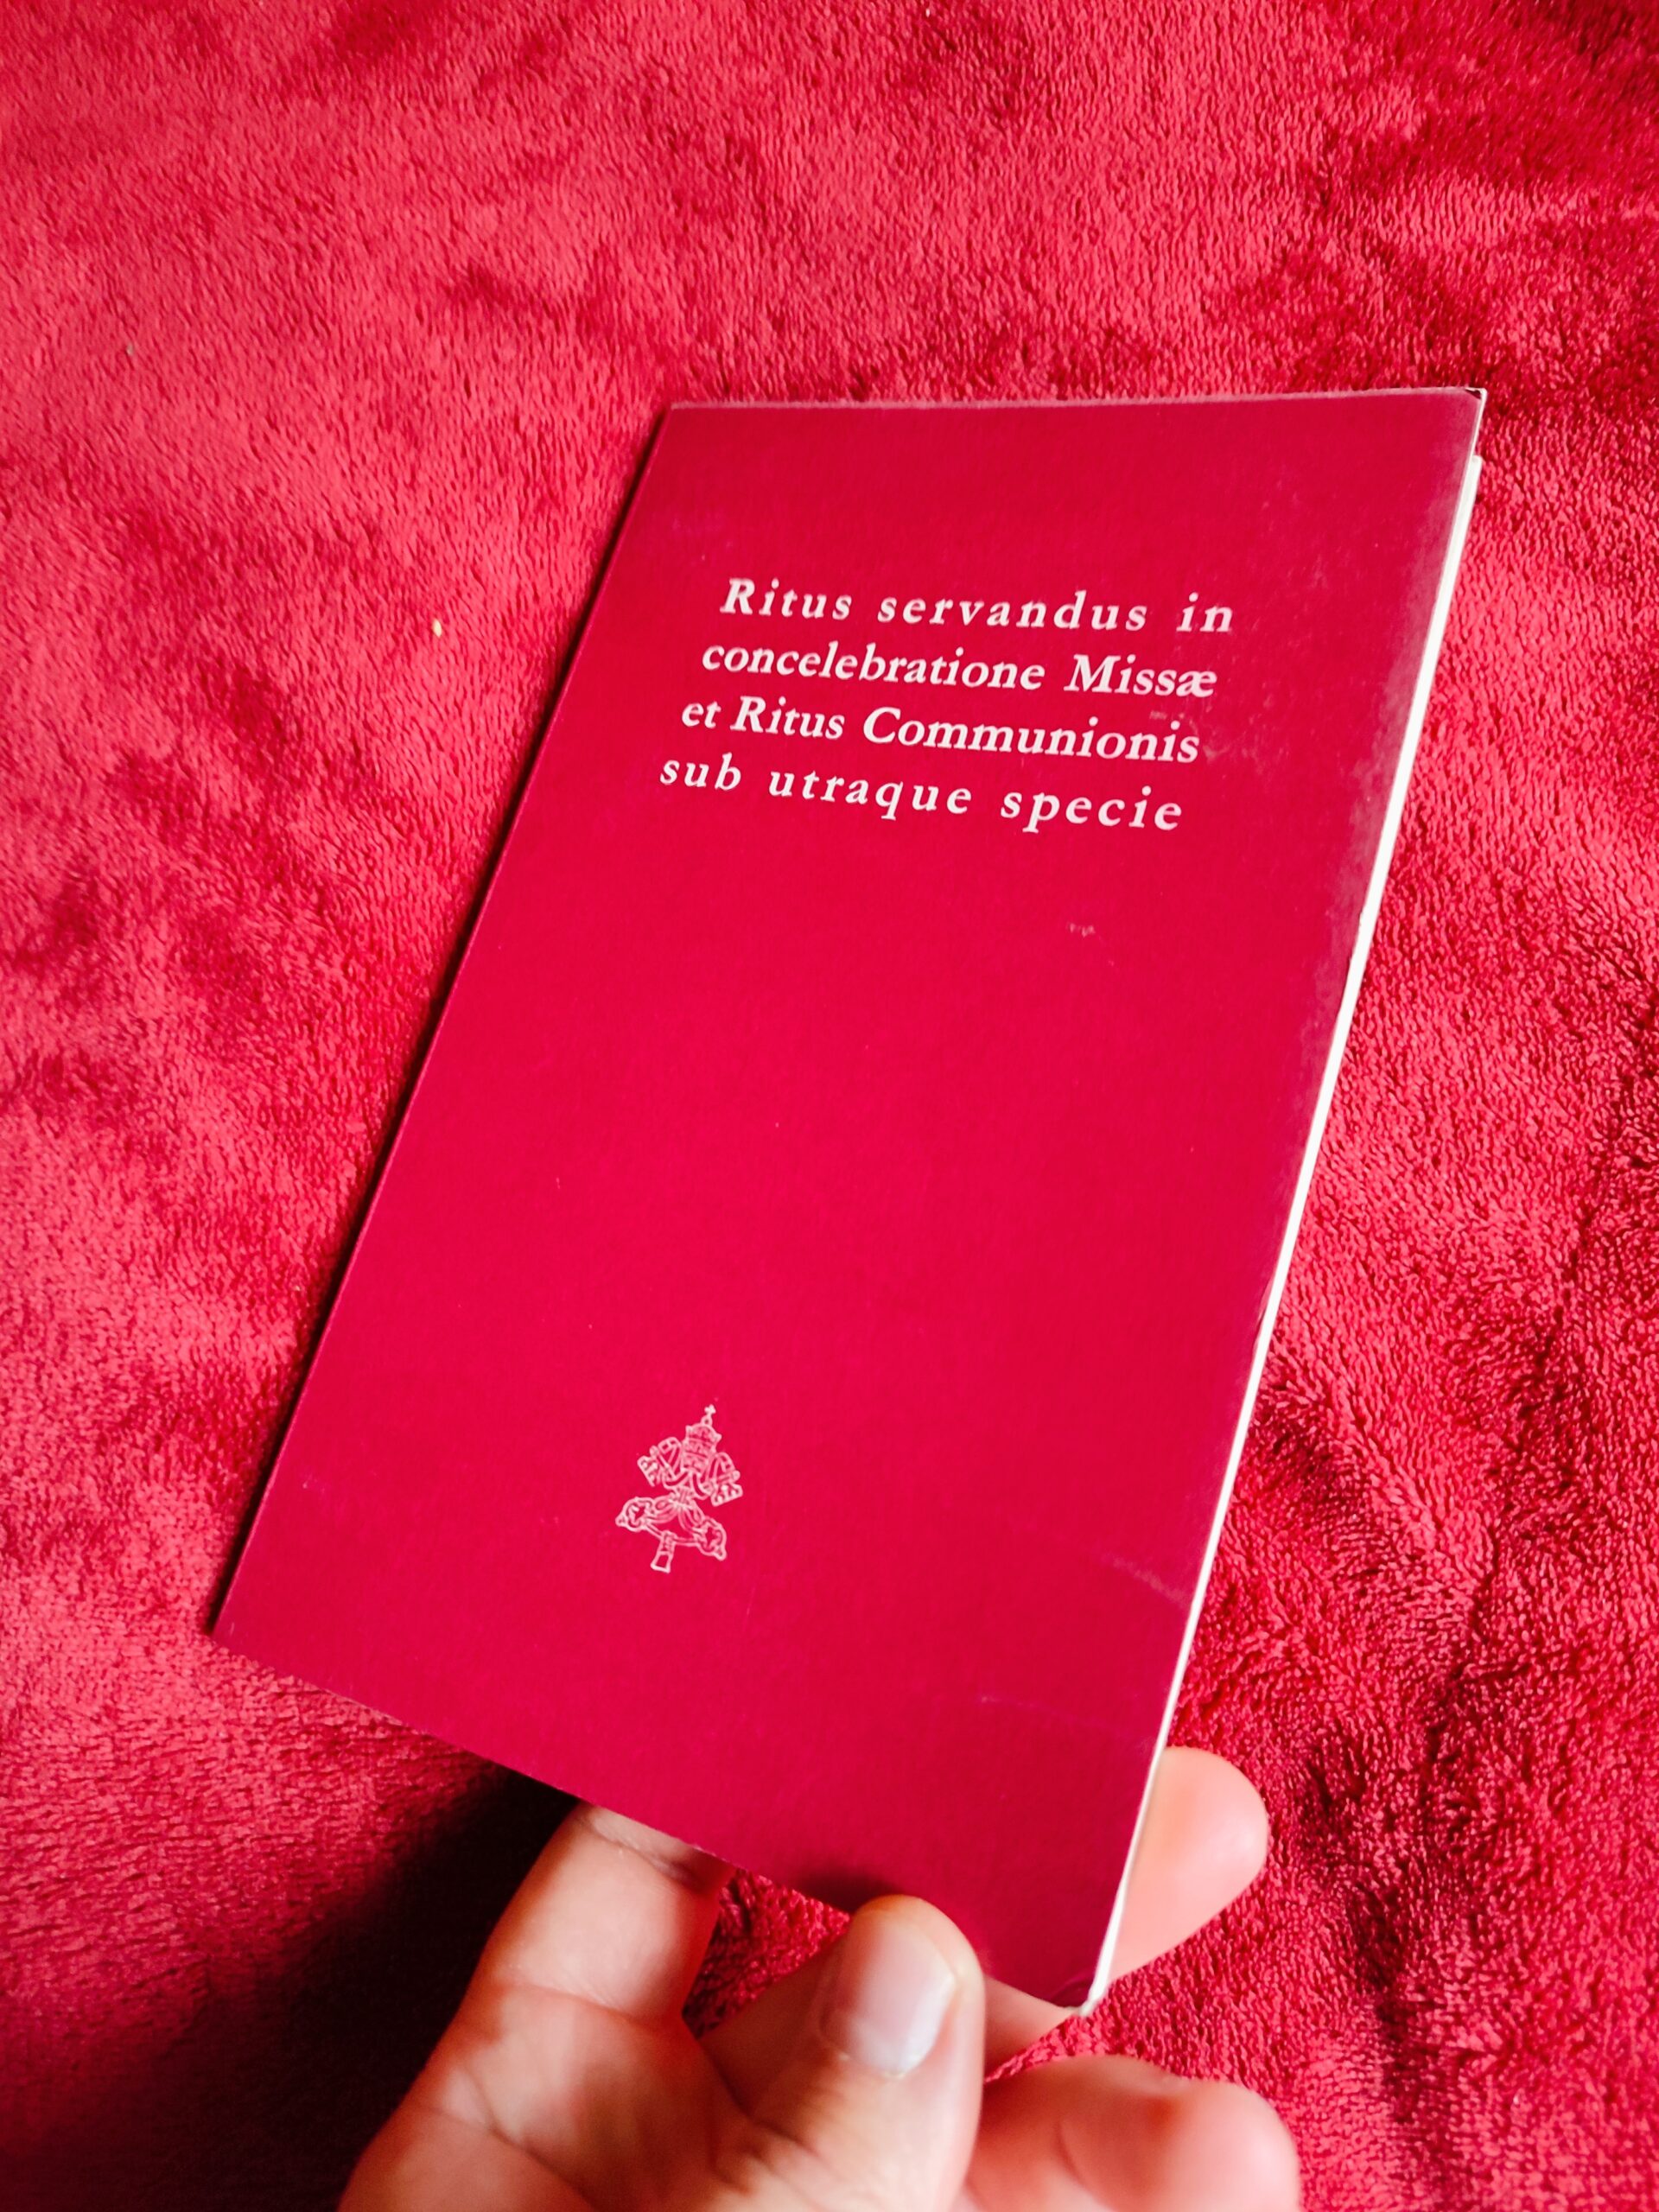 Ritus servandus in
concelebratione Missæ
et Ritus Communionis
sub utraque specie